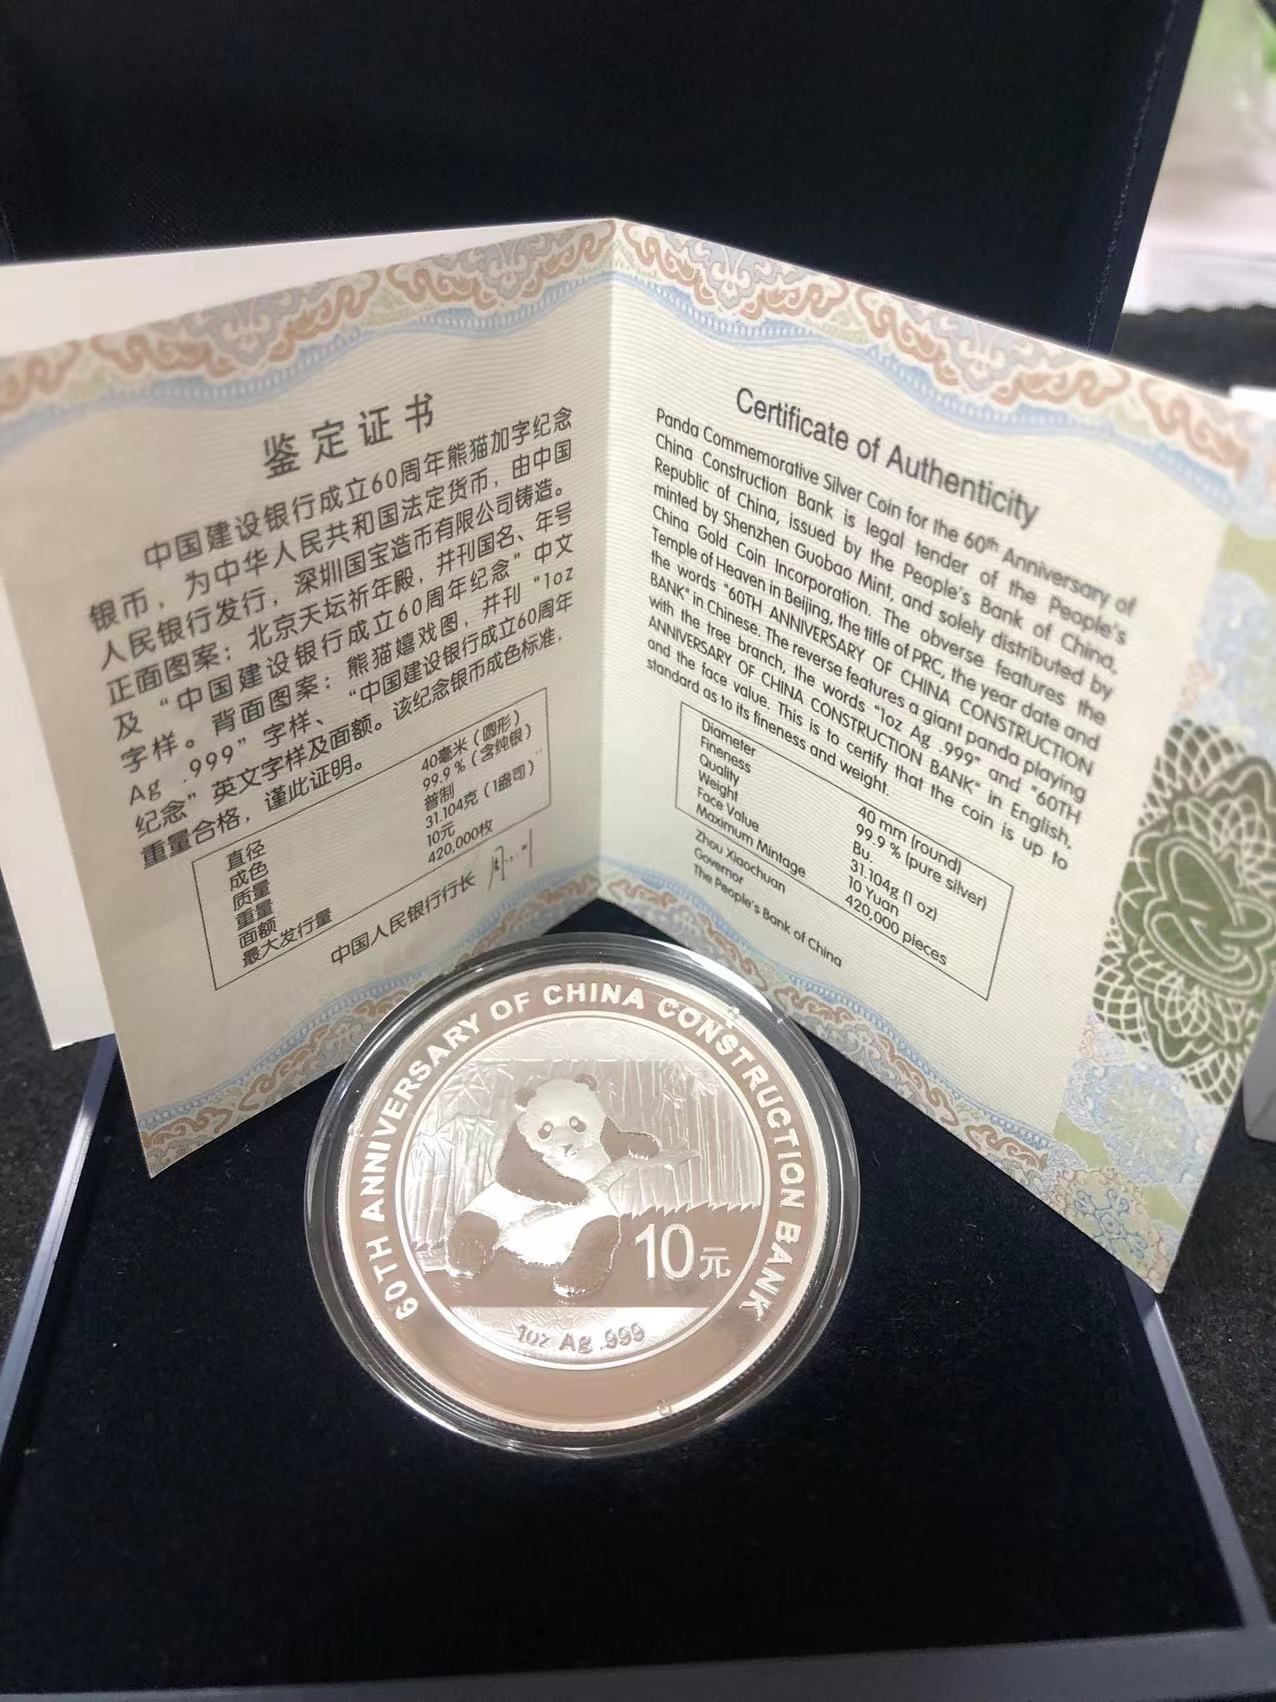 鉴定证书
中国建设银行成立60周年熊猫加字纪念
银币，为中华人民共和国法定货币，由中国
人民银行发行，深圳国宝造币有限公司铸造。
正面图案：北京天坛祈年殿，并刊国名、年号
及“中国建设银行成立60周年纪念”中文
字样。背面图案：熊猫嬉戏图，并刊“1oz
Ag .999”字样、“中国建设银行成立60周年
纪念”英文字样及面额。该纪念银币成色标准，
重量合格，谨此证明。
直径 40毫米（圆形）
成色 99.9％（含纯银）
质量 普制
重量 31.104克（1盎司）
面额 10元
最大发行量 420,000枚
中国人民银行行长
Certificate of Authenticity
Panda Commemorative Silver Coin for the 60th Anniversary of
China Construction Bank is legal tender of the People's
Republic of China, issued by the People's Bank of China,
minted by Shenzhen Guobao Mint, and solely distributed by
China Gold Coin Incorporation. The obverse features the
Temple of Heaven in Beijing, the title of PRC, the year date and
the words "60TH ANNIVERSARY OF CHINA CONSTRUCTION
BANK" in Chinese. The reverse features a giant panda playing
with the tree branch, the words "1oz Ag .999" and "60TH
ANNIVERSARY OF CHINA CONSTRUCTION BANK" in English,
and the face value. This is to certify that the coin is up to
standard as to its fineness and weight.
Diameter 40 mm (round)
Fineness 99.9 % (pure silver)
Quality Bu.
Weight 31.104g (1 oz)
Face Value 10 Yuan
Maximum Mintage 420,000 pieces
Zhou Xiaochuan
Governor
The People's Bank of China
60TH ANNIVERSARY OF CHINA CONSTRUCTION BANK
10元
1oz Ag .999